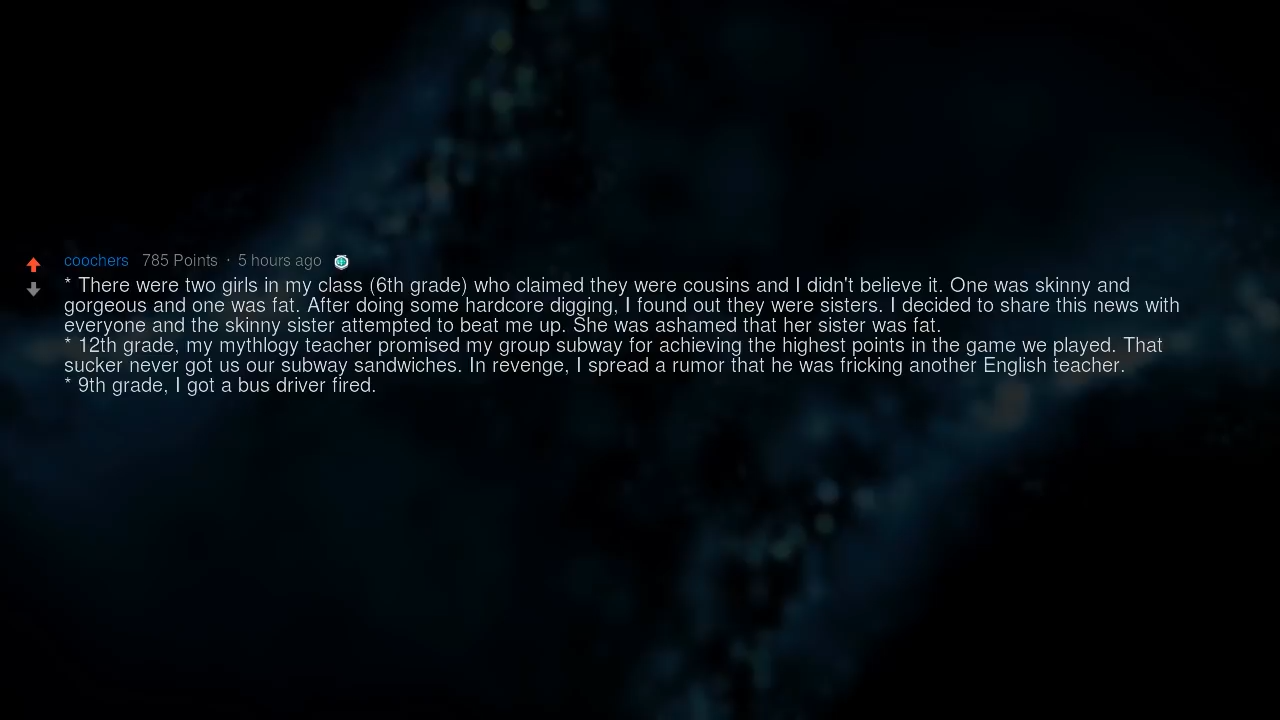 coochers 785 Points · 5 hours ago
* There were two girls in my class (6th grade) who claimed they were cousins and I didn't believe it. One was skinny and
gorgeous and one was fat. After doing some hardcore digging, I found out they were sisters. I decided to share this news with
everyone and the skinny sister attempted to beat me up. She was ashamed that her sister was fat.
* 12th grade, my mythlogy teacher promised my group subway for achieving the highest points in the game we played. That
sucker never got us our subway sandwiches. In revenge, I spread a rumor that he was fricking another English teacher.
* 9th grade, I got a bus driver fired.